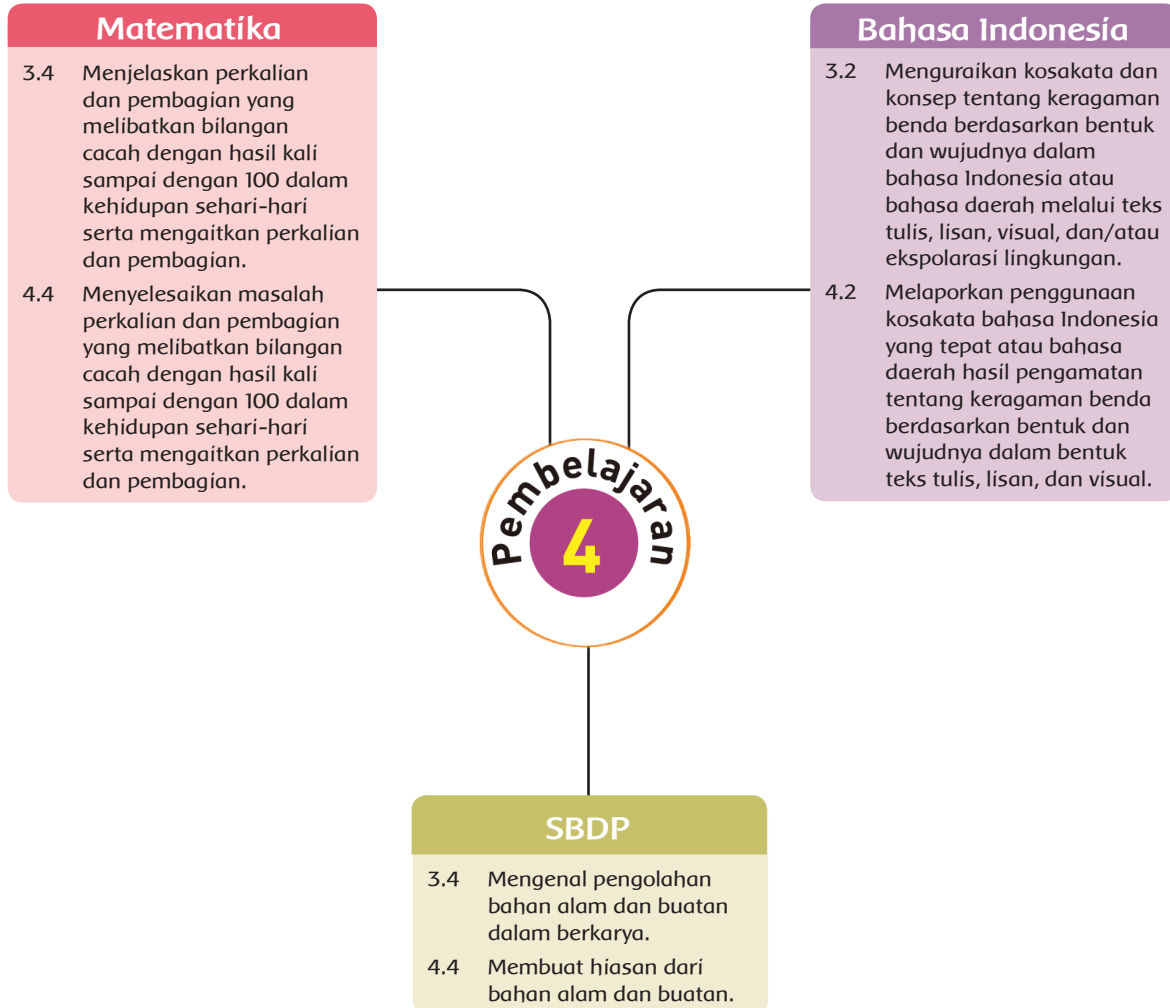 Matematika
3.4 Menjelaskan perkalian
dan pembagian yang
melibatkan bilangan
cacah dengan hasil kali
sampai dengan 100 dalam
kehidupan sehari-hari
serta mengaitkan perkalian
dan pembagian.
4.4 Menyelesaikan masalah
perkalian dan pembagian
yang melibatkan bilangan
cacah dengan hasil kali
sampai dengan 100 dalam
kehidupan sehari-hari
serta mengaitkan perkalian
dan pembagian.
Bahasa Indonesia
3.2 Menguraikan kosakata dan
konsep tentang keragaman
benda berdasarkan bentuk
dan wujudnya dalam
bahasa Indonesia atau
bahasa daerah melalui teks
tulis, lisan, visual, dan/atau
ekspolarasi lingkungan.
4.2 Melaporkan penggunaan
kosakata bahasa Indonesia
yang tepat atau bahasa
daerah hasil pengamatan
tentang keragaman benda
berdasarkan bentuk dan
wujudnya dalam bentuk
teks tulis, lisan, dan visual.
Pembelajaran
4
SBDP
3.4 Mengenal pengolahan
bahan alam dan buatan
dalam berkarya.
4.4 Membuat hiasan dari
bahan alam dan buatan.